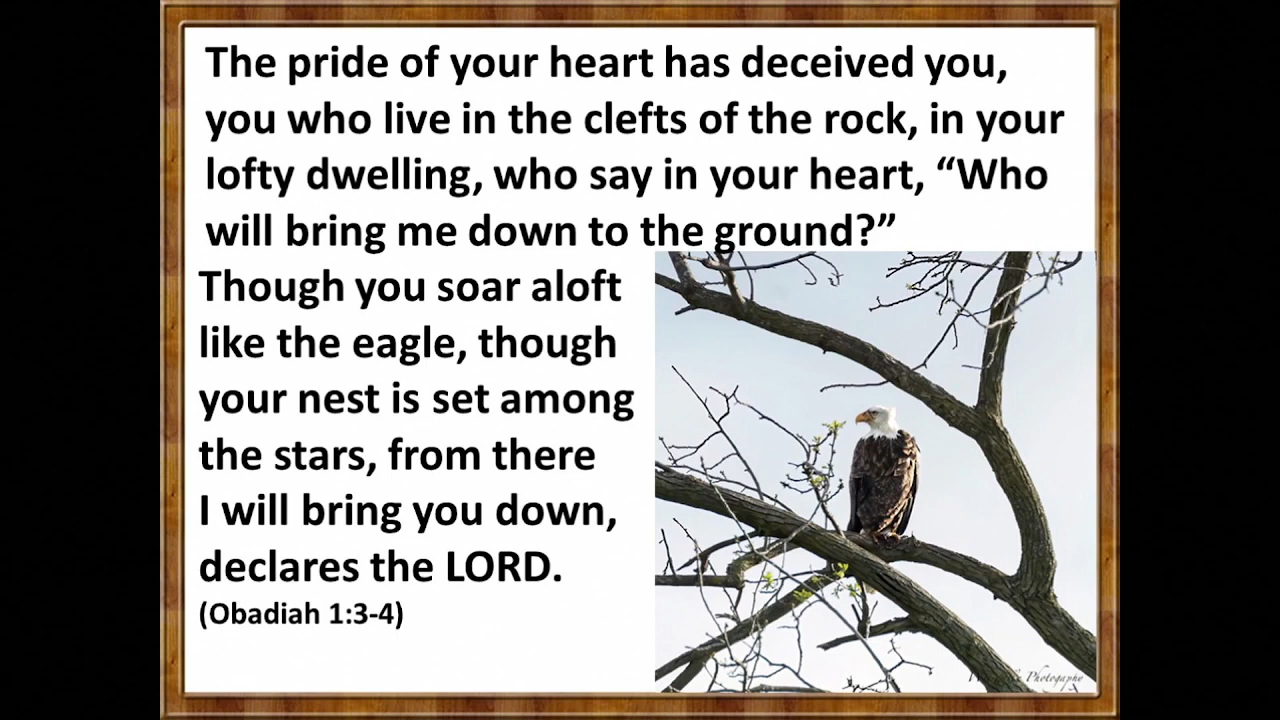 The pride of your heart has deceived you,
you who live in the clefts of the rock, in your
lofty dwelling, who say in your heart, “Who
will bring me down to the ground?”
Though you soar aloft
like the eagle, though
your nest is set among
the stars, from there
I will bring you down,
declares the LORD.
(Obadiah 1:3-4)
Photogaphy